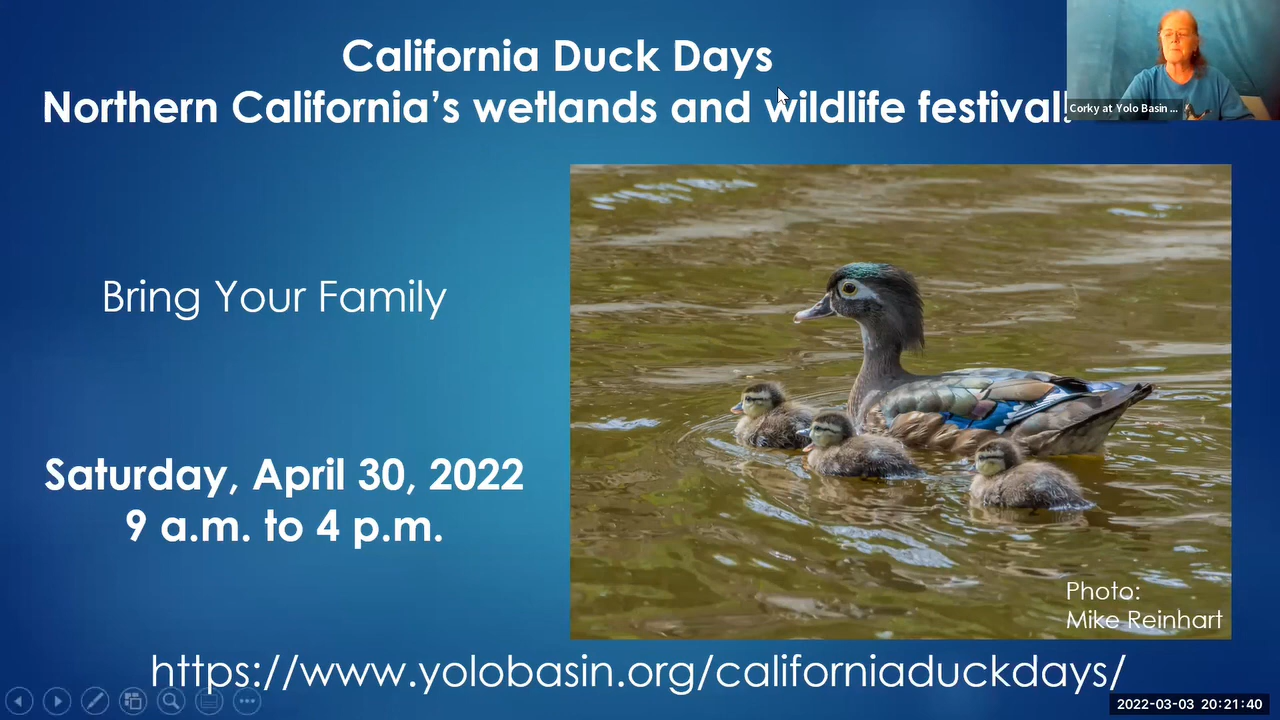 California Duck Days
Northern California's wetlands and wildlife festival!
Corky at Yolo Basin ...
Bring Your Family
Saturday, April 30, 2022
9 a.m. to 4 p.m.
Photo:
Mike Reinhart
https://www.yolobasin.org/californiaduckdays/
2022-03-03 20:21:40